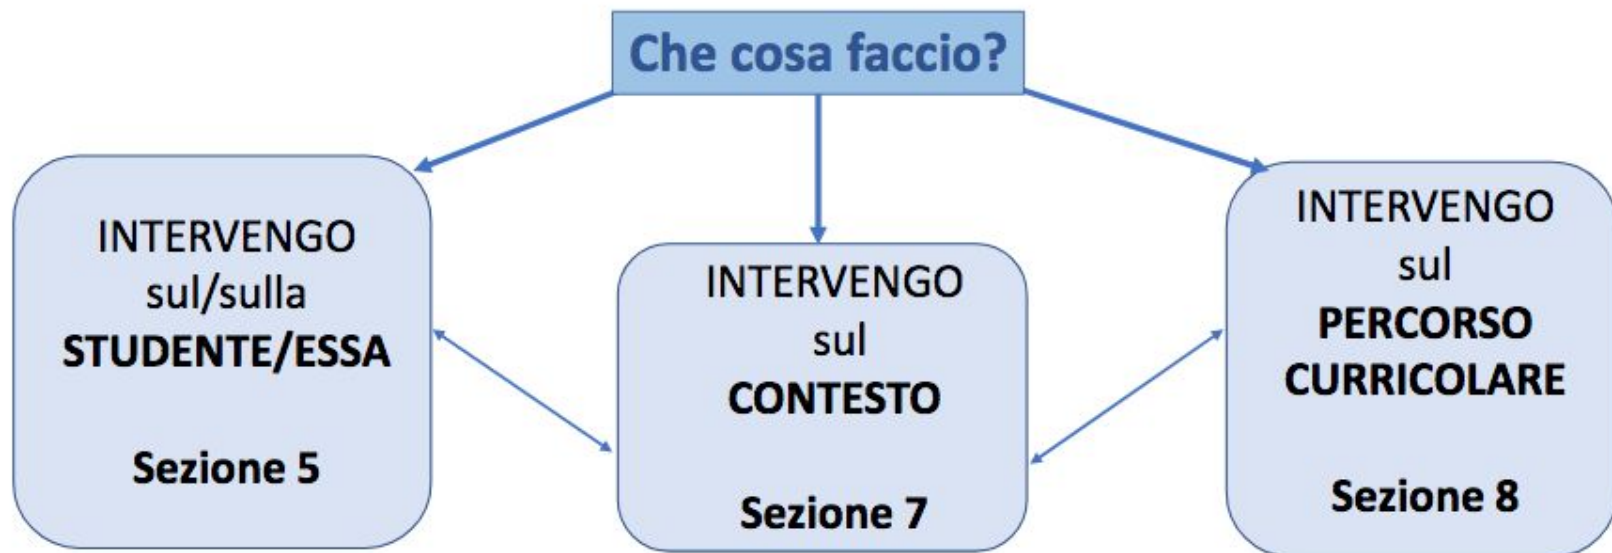 Che cosa faccio?
INTERVENGO
sul/sulla
STUDENTE/ESSA
Sezione 5
INTERVENGO
sul
CONTESTO
Sezione 7
INTERVENGO
sul
PERCORSO
CURRICOLARE
Sezione 8